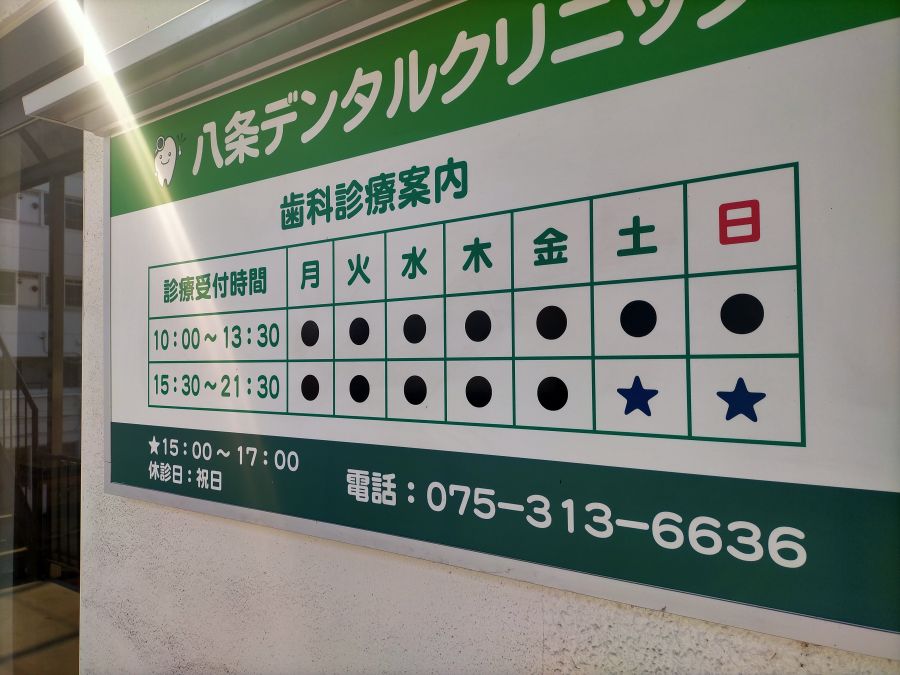 八条デンタルクリニック
歯科診療案内
診療受付時間 月 火 水 木 金 土 日
10:00～13:30 ● ● ● ● ● ● ●
15:30～21:30 ● ● ● ● ● ★ ★
★15:00～17:00
休診日:祝日
電話:075-313-6636